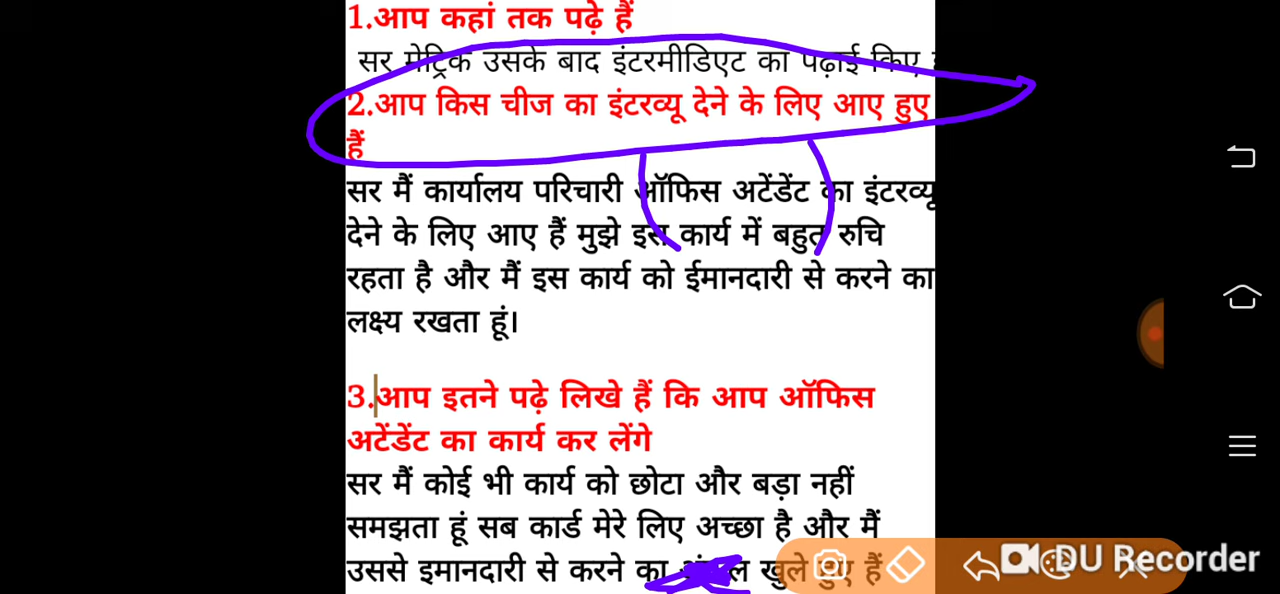 1.आप कहां तक पढ़े हैं
सर मेट्रिक उसके बाद इंटरमीडिएट का पढ़ाई किए
2.आप किस चीज का इंटरव्यू देने के लिए आए हुए
हैं
सर मैं कार्यालय परिचारी ऑफिस अटेंडेंट का इंटरव्यू
देने के लिए आए हैं मुझे इस कार्य में बहुत रुचि
रहता है और मैं इस कार्य को ईमानदारी से करने का
लक्ष्य रखता हूं।
3.आप इतने पढ़े लिखे हैं कि आप ऑफिस
अटेंडेंट का कार्य कर लेंगे
सर मैं कोई भी कार्य को छोटा और बड़ा नहीं
समझता हूं सब कार्ड मेरे लिए अच्छा है और मैं
उससे इमानदारी से करने का खुले हुए हैं
DU Recorder